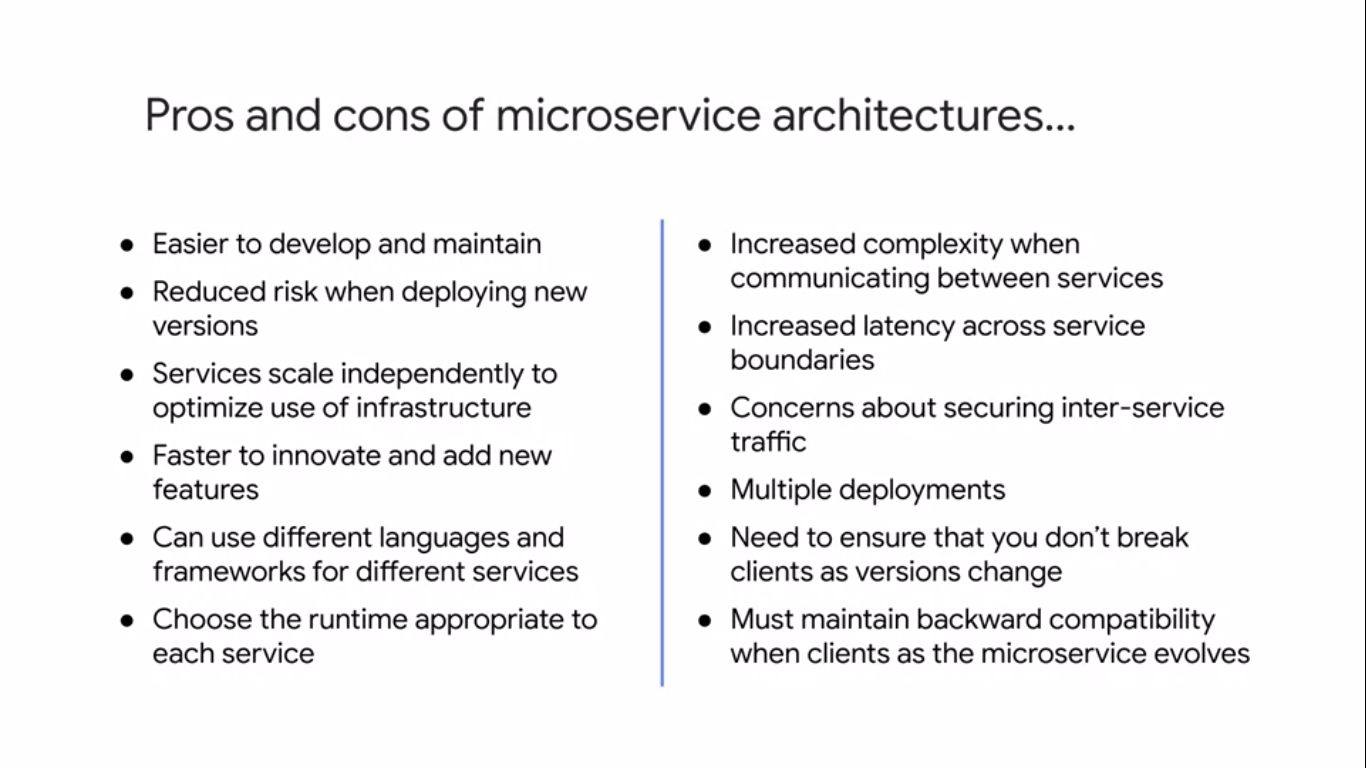 Pros and cons of microservice architectures...
● Easier to develop and maintain
● Reduced risk when deploying new
versions
● Services scale independently to
optimize use of infrastructure
● Faster to innovate and add new
features
● Can use different languages and
frameworks for different services
● Choose the runtime appropriate to
each service
● Increased complexity when
communicating between services
● Increased latency across service
boundaries
● Concerns about securing inter-service
traffic
● Multiple deployments
● Need to ensure that you don’t break
clients as versions change
● Must maintain backward compatibility
when clients as the microservice evolves